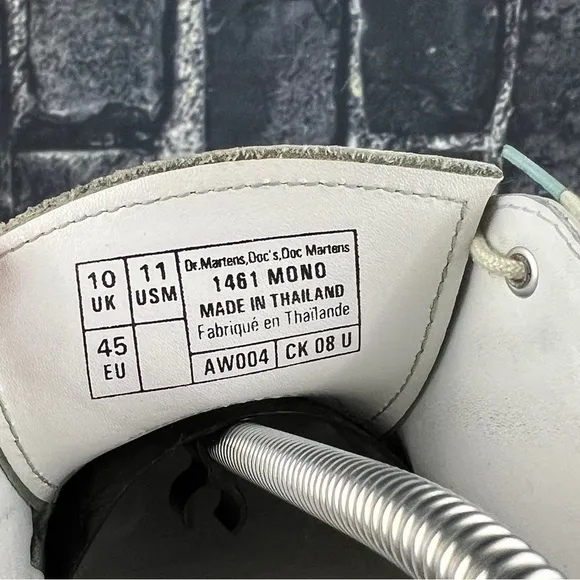 10
UK
11
USM
45
EU
Dr.Martens,Doc's,Doc Martens
1461 MONO
MADE IN THAILAND
Fabriqué en Thaïlande
AW004
CK 08 U